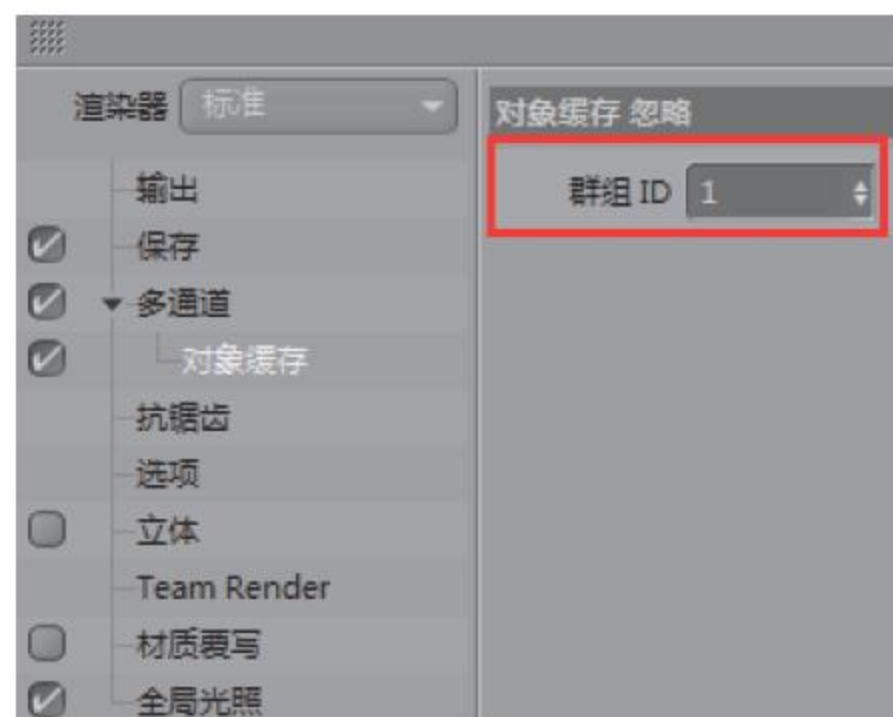 渲染器 标准
输出
保存
多通道
对象缓存
抗锯齿
选项
立体
Team Render
材质覆写
全局光照
对象缓存 忽略
群组 ID 1